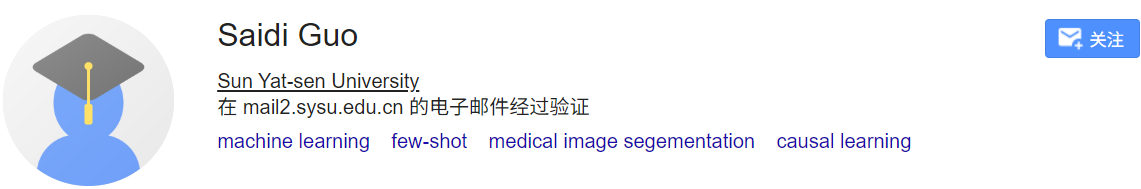 Saidi Guo
关注
Sun Yat-sen University
在 mail2.sysu.edu.cn 的电子邮件经过验证
machine learning few-shot medical image segementation causal learning